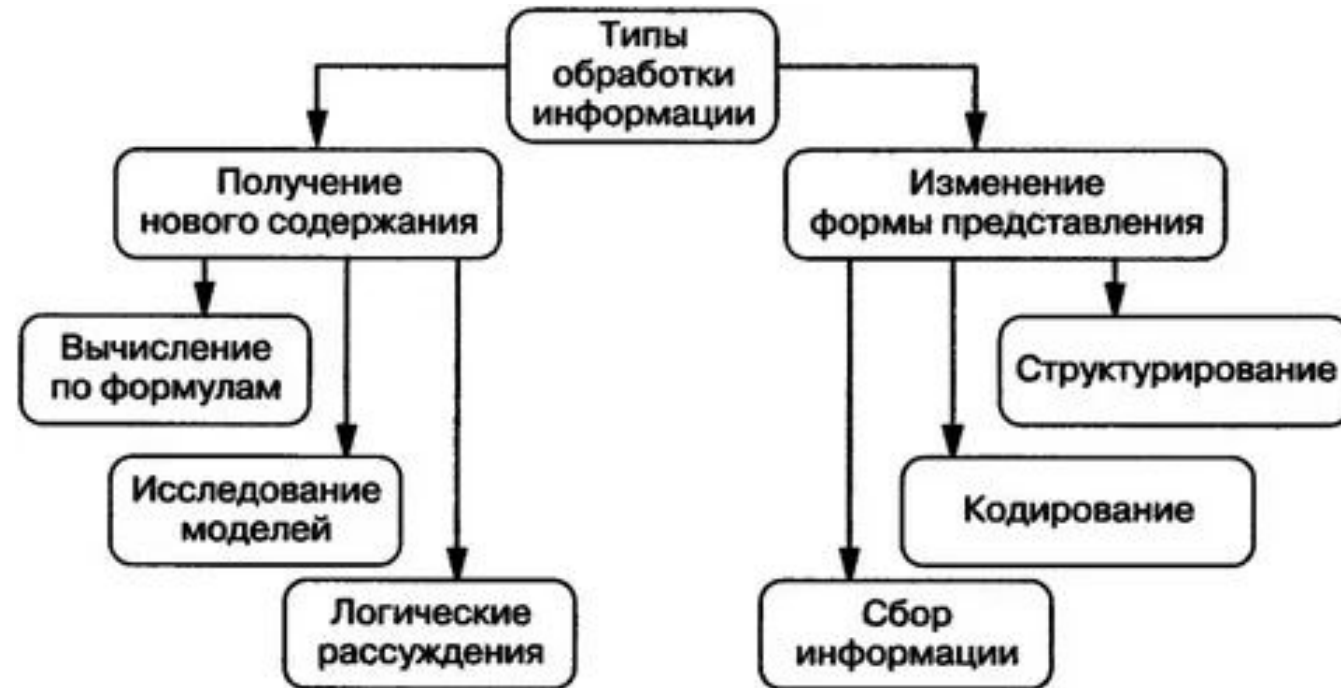 Типы
обработки
информации
Получение
нового содержания
Изменение
формы представления
Вычисление
по формулам
Структурирование
Исследование
моделей
Кодирование
Логические
рассуждения
Сбор
информации